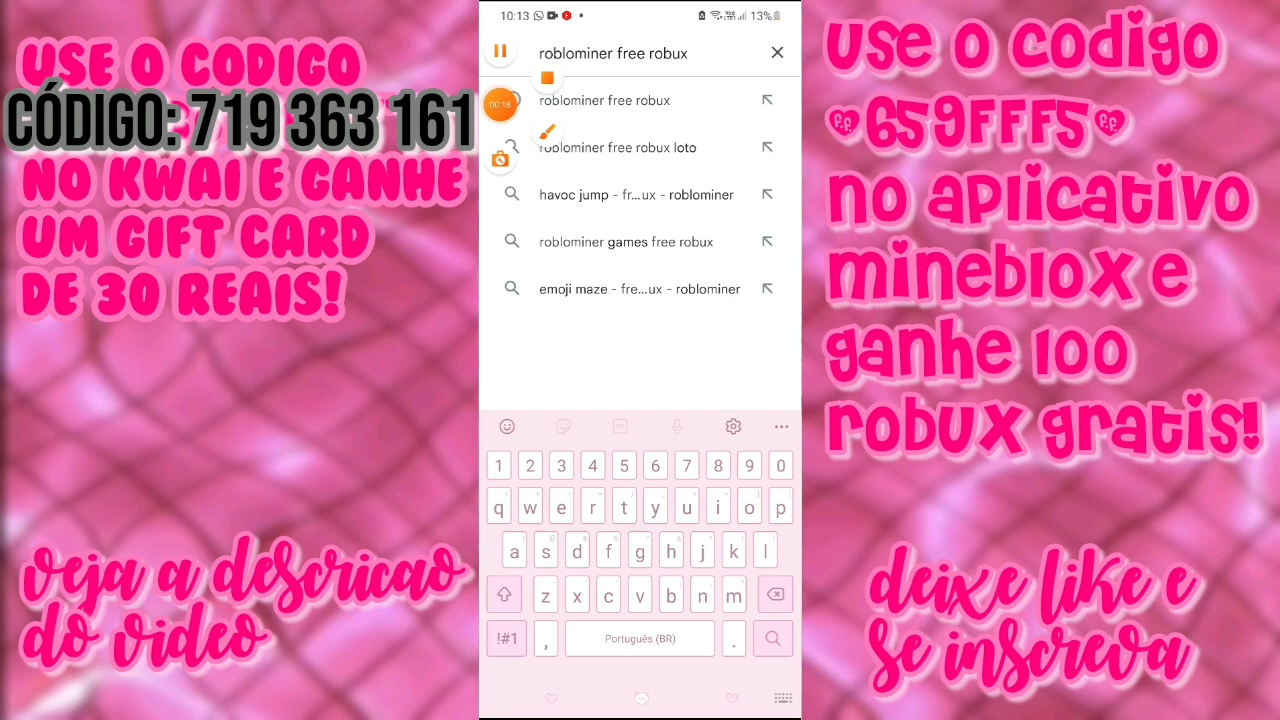 USE O CODIGO
CÓDIGO: 719 363 161
NO KWAI E GANHE
UM GIFT CARD
DE 30 REAIS!
veja a descricao
do video
10:13
13%
roblominer free robux
00:18
roblominer free robux
roblominer free robux loto
havoc jump - fr...ux - roblominer
roblominer games free robux
emoji maze - fre...ux - roblominer
1 2 3 4 5 6 7 8 9 0
q w e r t y u i o p
a s d f g h j k l
z x c v b n m
!#1 , Português (BR) .
use o codigo
659FFF5
no aplicativo
mineblox e
ganhe 100
robux gratis!
deixe like e
se inscreva